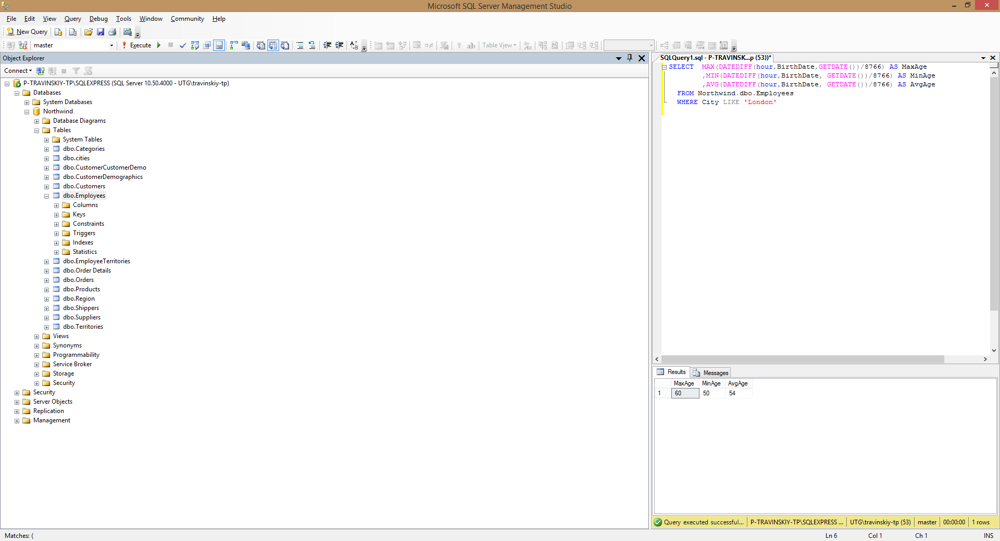 Microsoft SQL Server Management Studio
File Edit View Query Debug Tools Window Community Help
New Query
master Execute Table View
Object Explorer
Connect
P-TRAVINSKIY-TP\SQLEXPRESS (SQL Server 10.50.4000 - UTG\travinskiy-tp)
Databases
System Databases
Northwind
Database Diagrams
Tables
System Tables
dbo.Categories
dbo.cities
dbo.CustomerCustomerDemo
dbo.CustomerDemographics
dbo.Customers
dbo.Employees
Columns
Keys
Constraints
Triggers
Indexes
Statistics
dbo.EmployeeTerritories
dbo.Order Details
dbo.Orders
dbo.Products
dbo.Region
dbo.Shippers
dbo.Suppliers
dbo.Territories
Views
Synonyms
Programmability
Service Broker
Storage
Security
Security
Server Objects
Replication
Management
SQLQuery1.sql - P-TRAVINSK...p (53))*
SELECT MAX(DATEDIFF(hour,BirthDate,GETDATE())/8766) AS MaxAge
,MIN(DATEDIFF(hour,BirthDate, GETDATE())/8766) AS MinAge
,AVG(DATEDIFF(hour,BirthDate, GETDATE())/8766) AS AvgAge
FROM Northwind.dbo.Employees
WHERE City LIKE 'London'
Results Messages
MaxAge MinAge AvgAge
1 60 50 54
Query executed successful... P-TRAVINSKIY-TP\SQLEXPRESS ... UTG\travinskiy-tp (53) master 00:00:00 1 rows
Matches: ( Ln 6 Col 1 Ch 1 INS